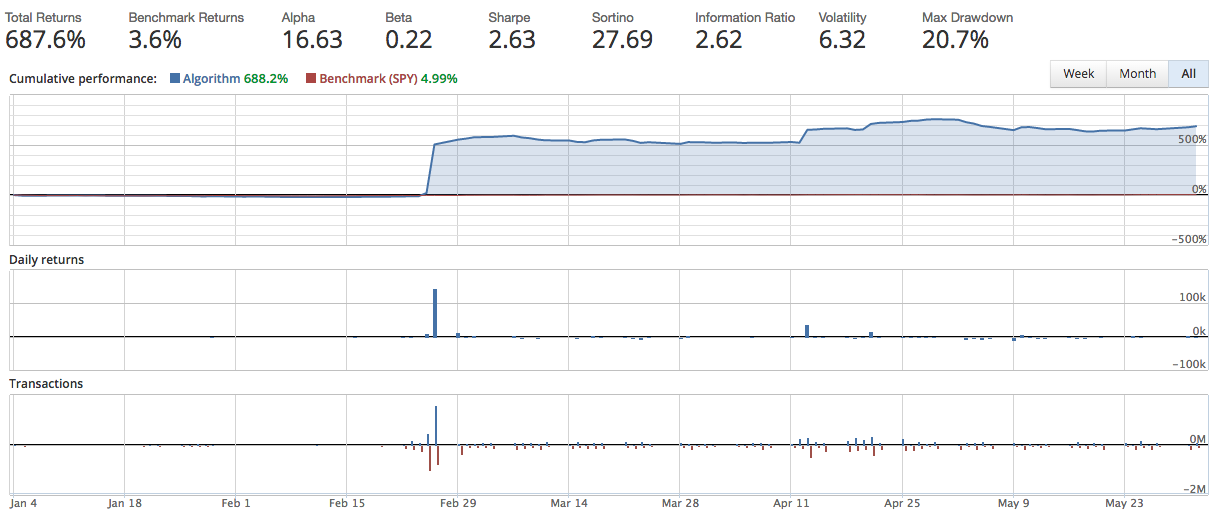 Total Returns Benchmark Returns Alpha Beta Sharpe Sortino Information Ratio Volatility Max Drawdown
687.6% 3.6% 16.63 0.22 2.63 27.69 2.62 6.32 20.7%
Cumulative performance: Algorithm 688.2% Benchmark (SPY) 4.99% Week Month All
500%
0%
−500%
Daily returns
100k
0k
−100k
Transactions
0M
−2M
Jan 4 Jan 18 Feb 1 Feb 15 Feb 29 Mar 14 Mar 28 Apr 11 Apr 25 May 9 May 23